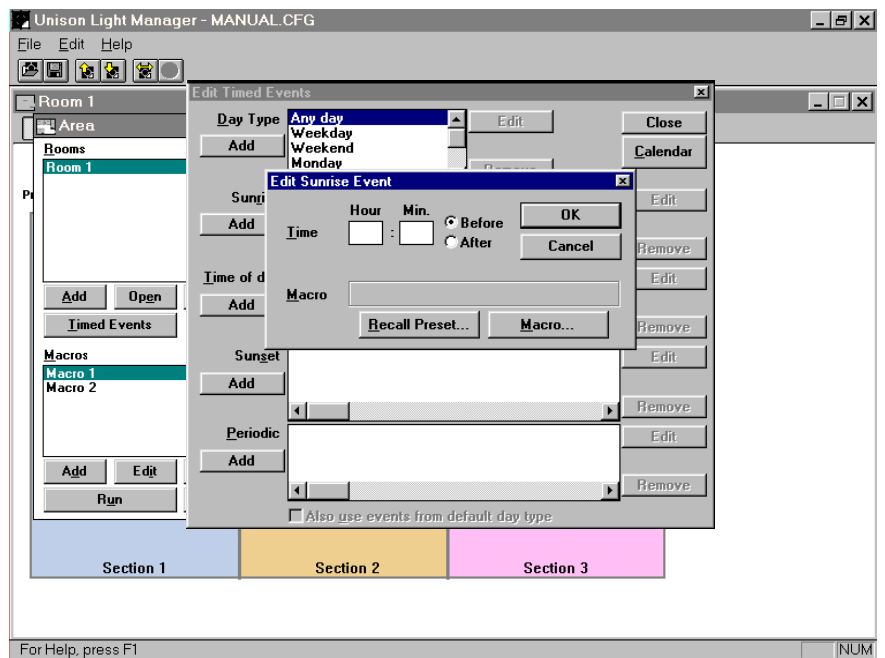 Unison Light Manager - MANUAL.CFG
File Edit Help
Room 1
Area
Rooms
Room 1
Add Open
Timed Events
Macros
Macro 1
Macro 2
Add Edit
Run
Edit Timed Events
Day Type
Add
Any day
Weekday
Weekend
Monday
Edit
Close
Calendar
Add
Edit
Remove
Time of d
Add
Edit
Remove
Sunset
Add
Edit
Remove
Periodic
Add
Edit
Remove
Also use events from default day type
Edit Sunrise Event
Hour Min.
Time : Before
After
OK
Cancel
Macro
Recall Preset... Macro...
Section 1 Section 2 Section 3
For Help, press F1 NUM